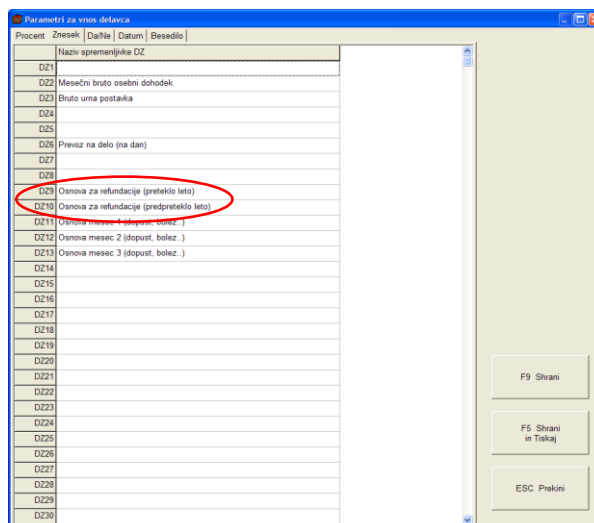 Parametri za vnos delavca
Procent Znesek Da/Ne Datum Besedilo
Naziv spremenljivke DZ
DZ1
DZ2 Mesečni bruto osebni dohodek
DZ3 Bruto urna postavka
DZ4
DZ5
DZ6 Prevoz na delo (na dan)
DZ7
DZ8
DZ9 Osnova za refundacije (preteklo leto)
DZ10 Osnova za refundacije (predpreteklo leto)
DZ11 Osnova mesec 1 (dopust, bolez..)
DZ12 Osnova mesec 2 (dopust, bolez..)
DZ13 Osnova mesec 3 (dopust, bolez..)
DZ14
DZ15
DZ16
DZ17
DZ18
DZ19
DZ20
DZ21
DZ22
DZ23
DZ24
DZ25
DZ26
DZ27
DZ28
DZ29
DZ30
F9 Shrani
F5 Shrani
in Tiskaj
ESC Prekini